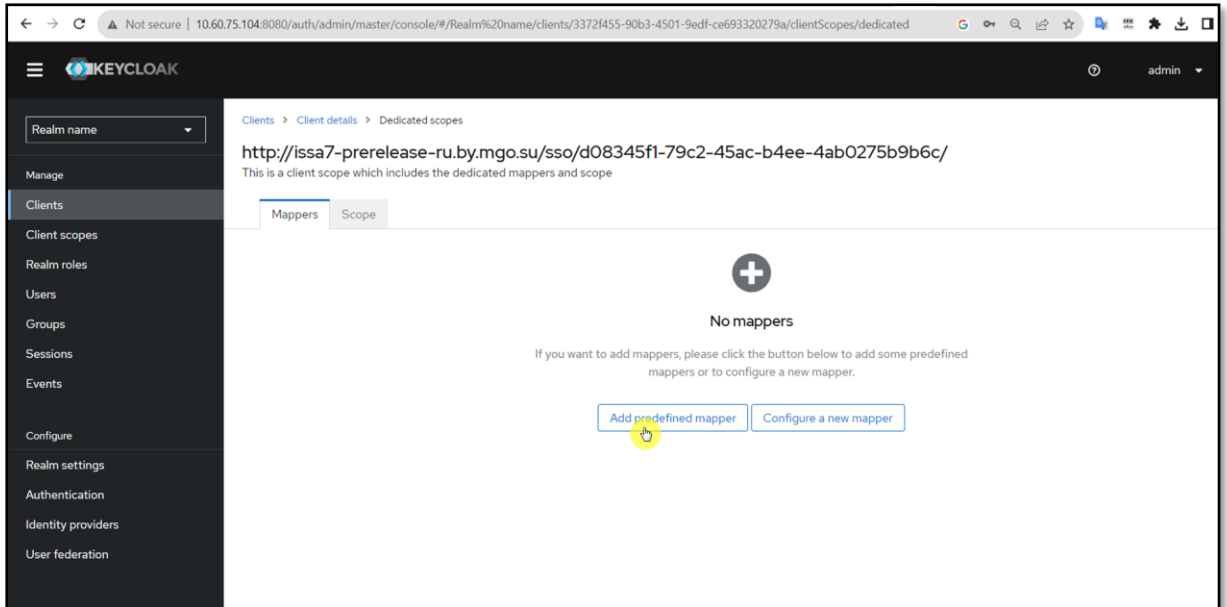 Not secure | 10.60.75.104:8080/auth/admin/master/console/#/Realm%20name/clients/3372f455-90b3-4501-9edf-ce693320279a/clientScopes/dedicated
KEYCLOAK
admin
Realm name
Manage
Clients
Client scopes
Realm roles
Users
Groups
Sessions
Events
Configure
Realm settings
Authentication
Identity providers
User federation
Clients > Client details > Dedicated scopes
http://issa7-prerelease-ru.by.mgo.su/sso/d08345f1-79c2-45ac-b4ee-4ab0275b9b6c/
This is a client scope which includes the dedicated mappers and scope
Mappers Scope
No mappers
If you want to add mappers, please click the button below to add some predefined
mappers or to configure a new mapper.
Add predefined mapper Configure a new mapper